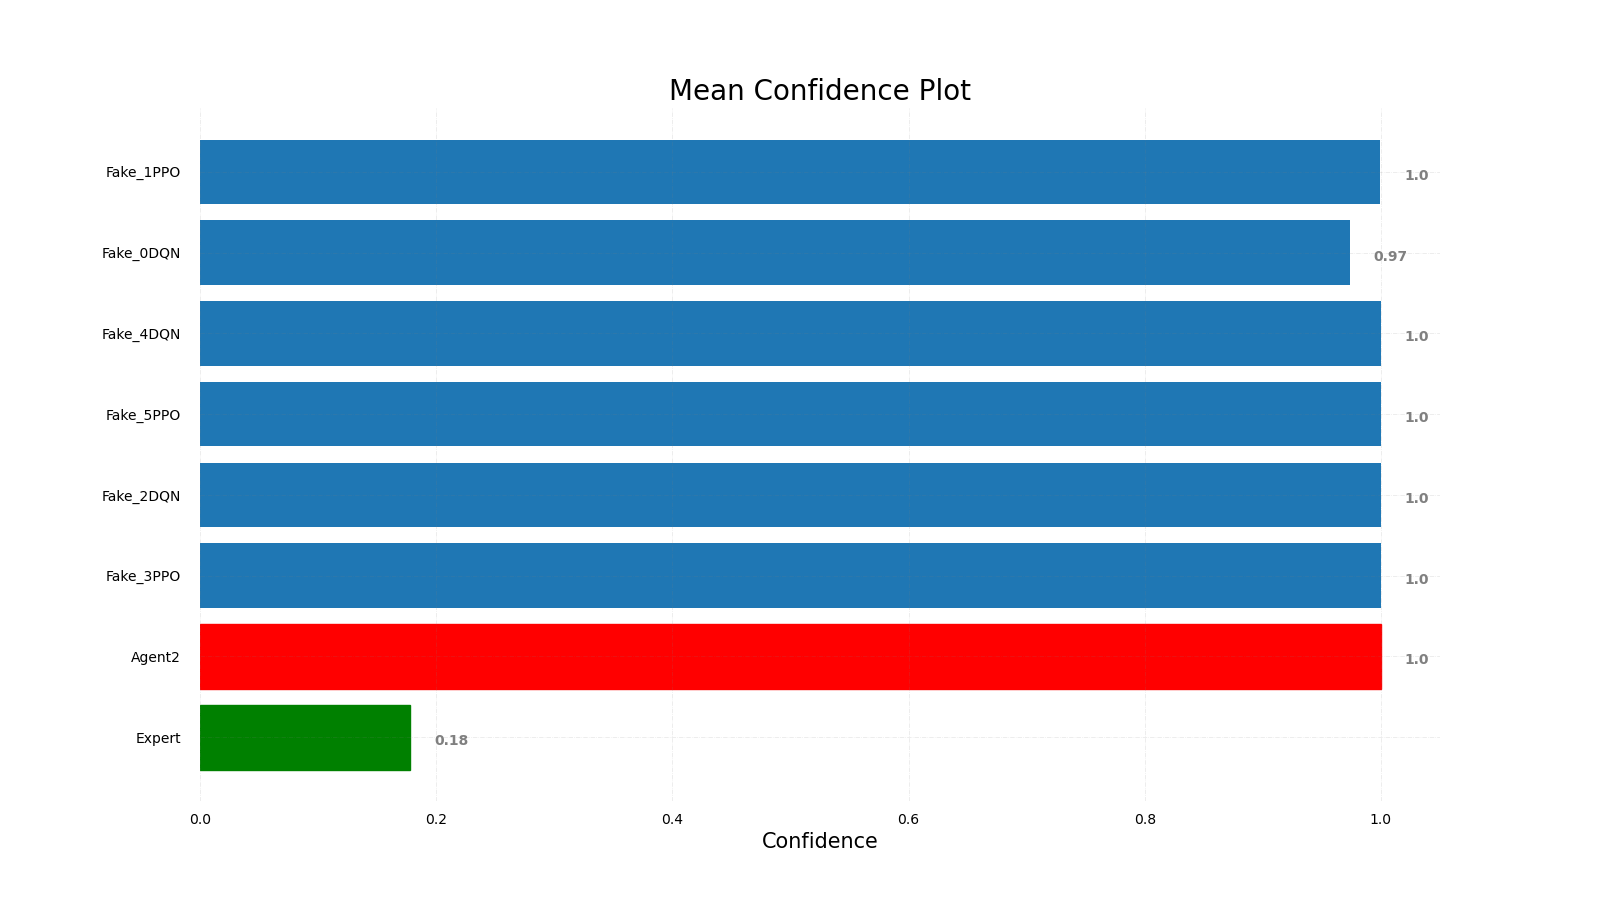 Mean Confidence Plot
Fake_1PPO 1.0
Fake_0DQN 0.97
Fake_4DQN 1.0
Fake_5PPO 1.0
Fake_2DQN 1.0
Fake_3PPO 1.0
Agent2 1.0
Expert 0.18
0.0 0.2 0.4 0.6 0.8 1.0
Confidence